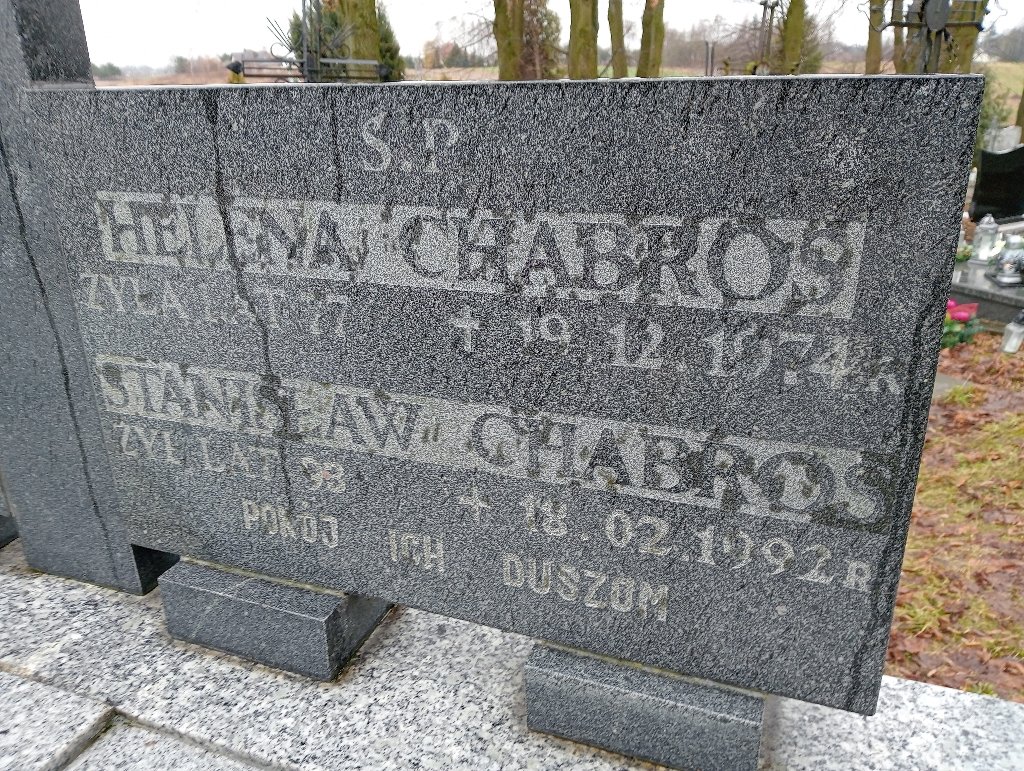 Ś.P
HELENA CHABROS
ŻYŁA LAT 77 + 19.12.1974 R
STANISŁAW CHABROS
ŻYŁ LAT 98 + 18.02.1992 R
POKÓJ ICH DUSZOM